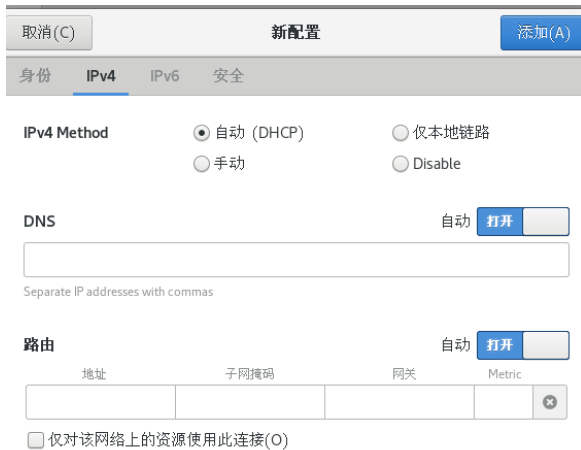 取消(C) 新配置 添加(A)
身份 IPv4 IPv6 安全
IPv4 Method 自动 (DHCP) 仅本地链路
手动 Disable
DNS 自动 打开
Separate IP addresses with commas
路由 自动 打开
地址 子网掩码 网关 Metric
仅对该网络上的资源使用此连接(O)